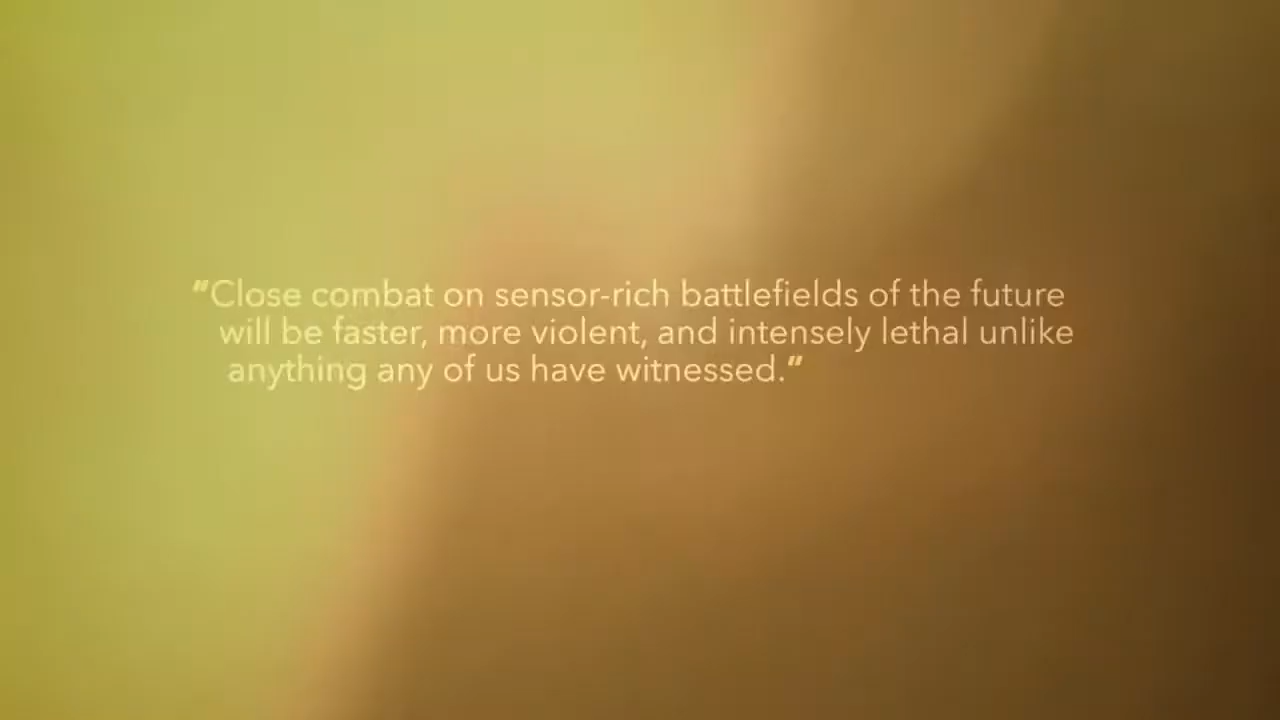 "Close combat on sensor-rich battlefields of the future
will be faster, more violent, and intensely lethal unlike
anything any of us have witnessed."